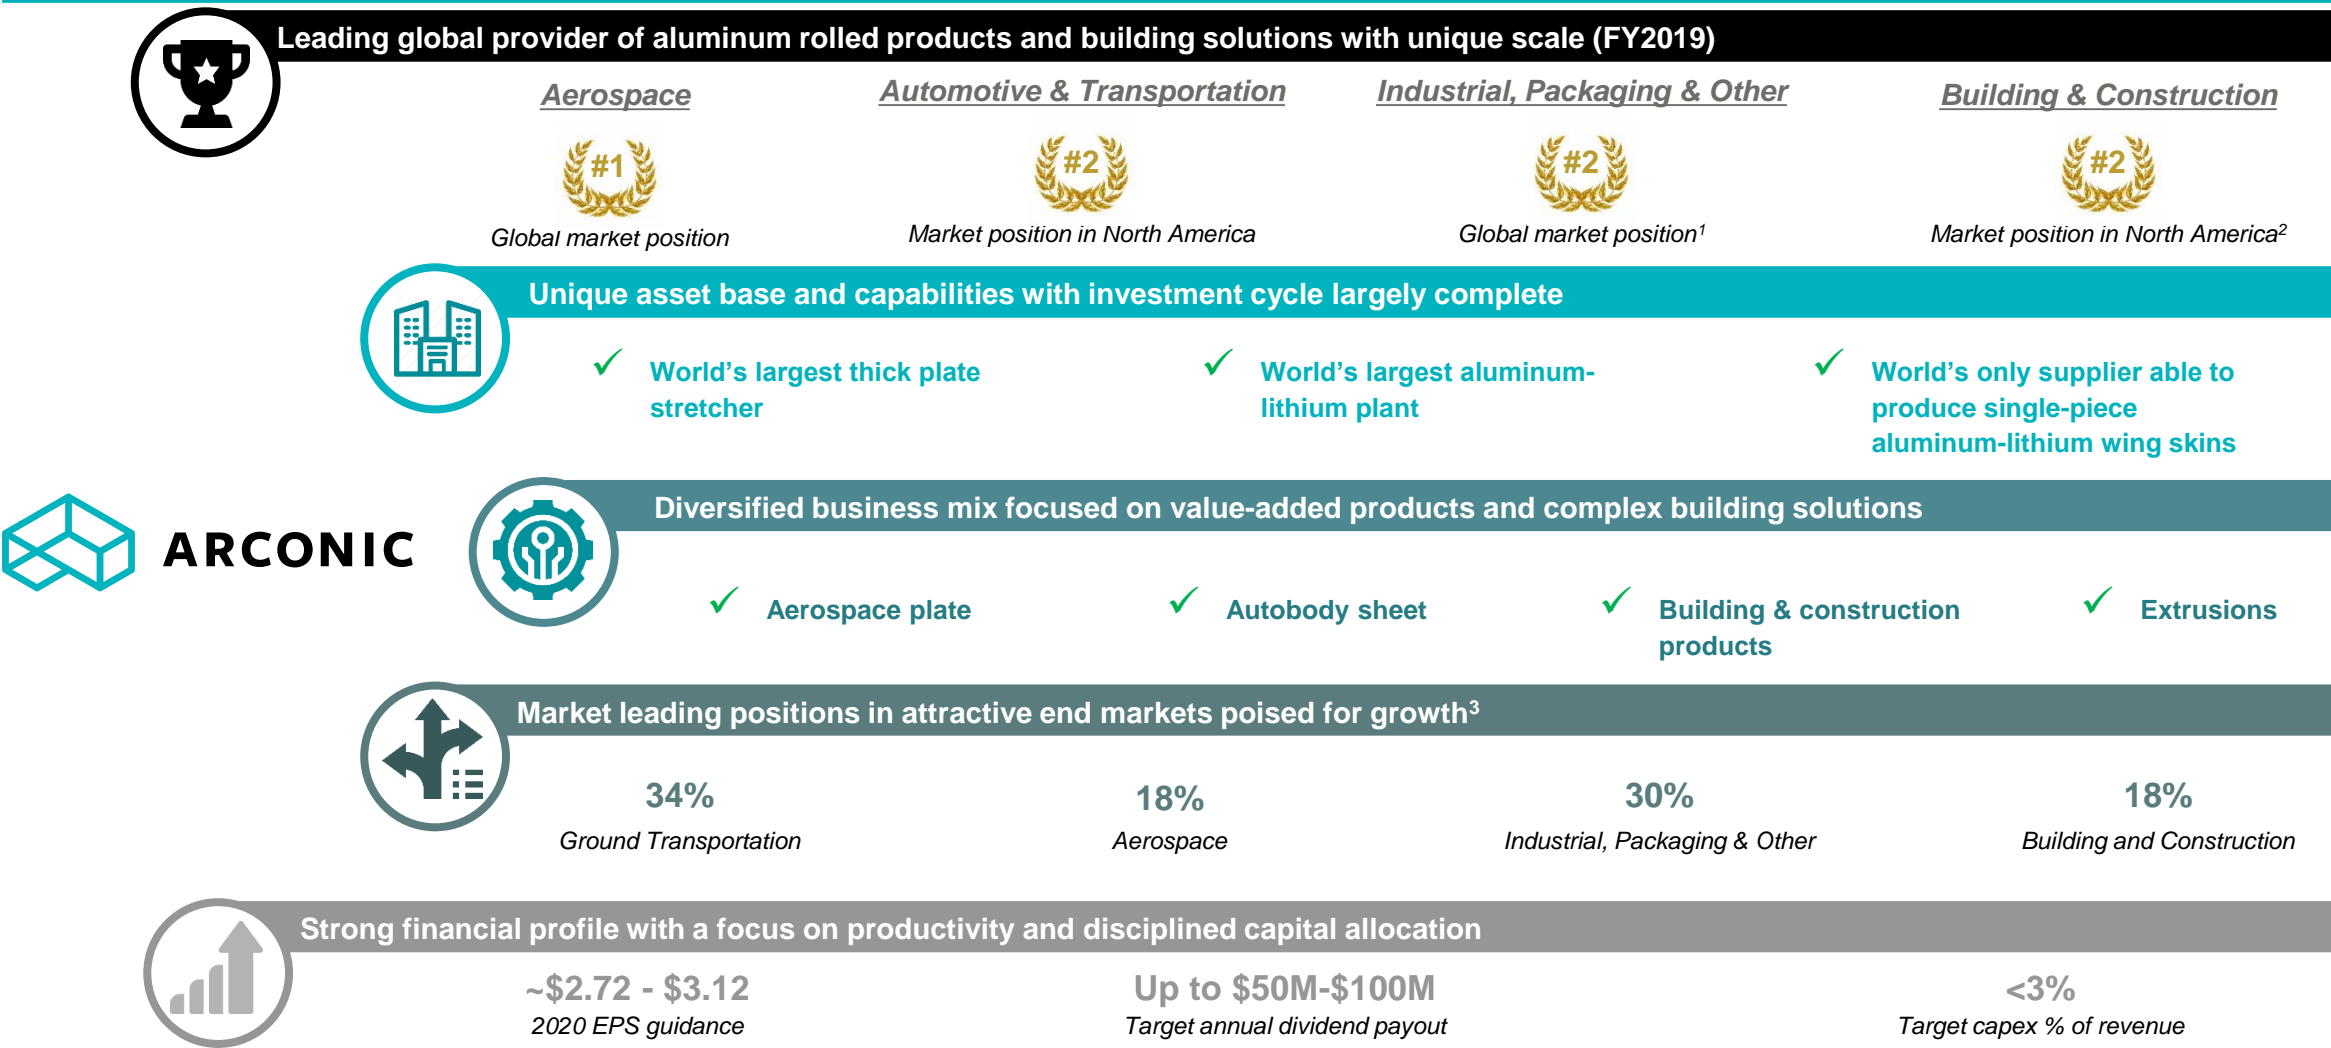 Leading global provider of aluminum rolled products and building solutions with unique scale (FY2019)
Aerospace
Automotive & Transportation
Industrial, Packaging & Other
Building & Construction
#1
#2
#2
#2
Global market position
Market position in North America
Global market position¹
Market position in North America²
Unique asset base and capabilities with investment cycle largely complete
✓ World's largest thick plate
stretcher
✓ World's largest aluminum-
lithium plant
✓ World's only supplier able to
produce single-piece
aluminum-lithium wing skins
ARCONIC
Diversified business mix focused on value-added products and complex building solutions
✓ Aerospace plate
✓ Autobody sheet
✓ Building & construction
products
✓ Extrusions
Market leading positions in attractive end markets poised for growth³
34%
18%
30%
18%
Ground Transportation
Aerospace
Industrial, Packaging & Other
Building and Construction
Strong financial profile with a focus on productivity and disciplined capital allocation
~$2.72 - $3.12
Up to $50M-$100M
<3%
2020 EPS guidance
Target annual dividend payout
Target capex % of revenue